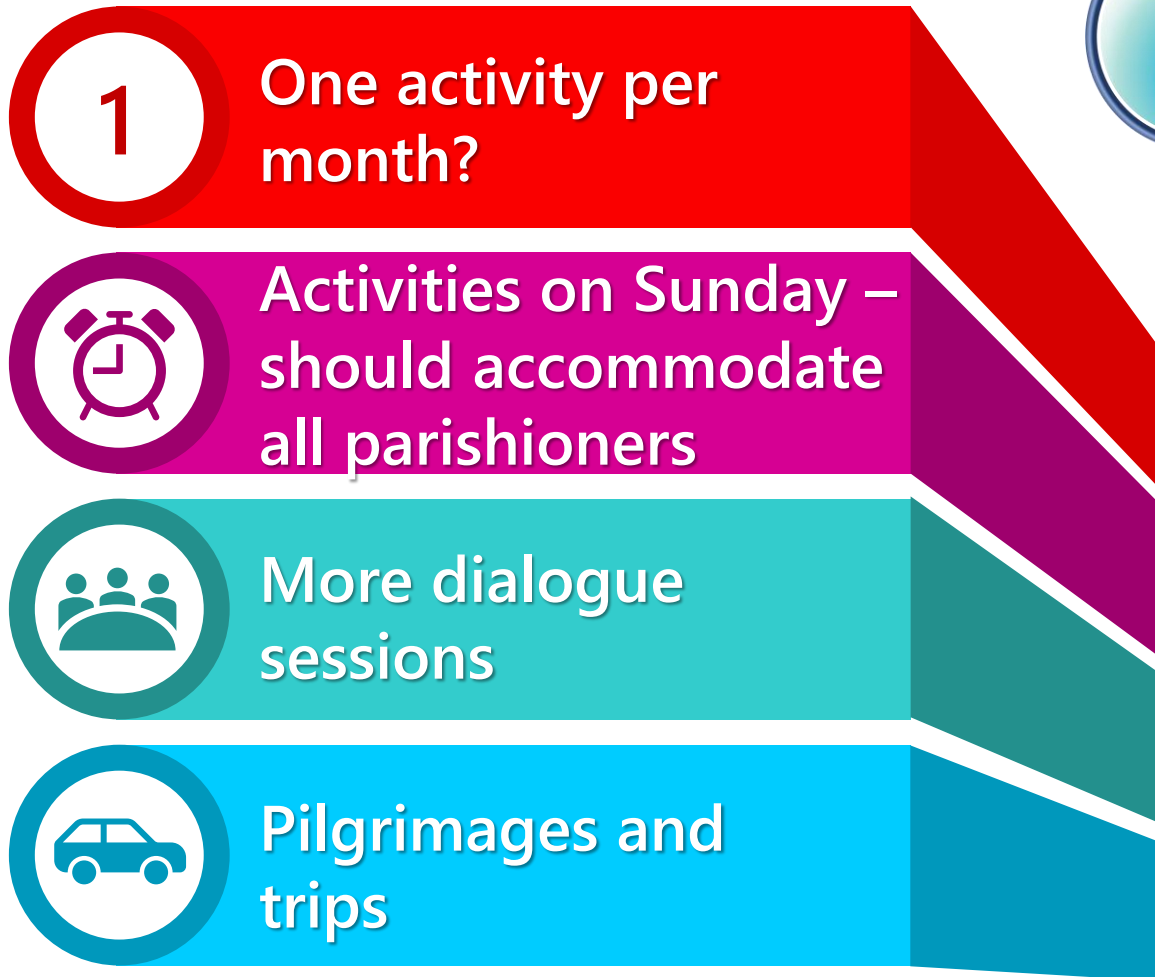 1
One activity per
month?
Activities on Sunday –
should accommodate
all parishioners
More dialogue
sessions
Pilgrimages and
trips